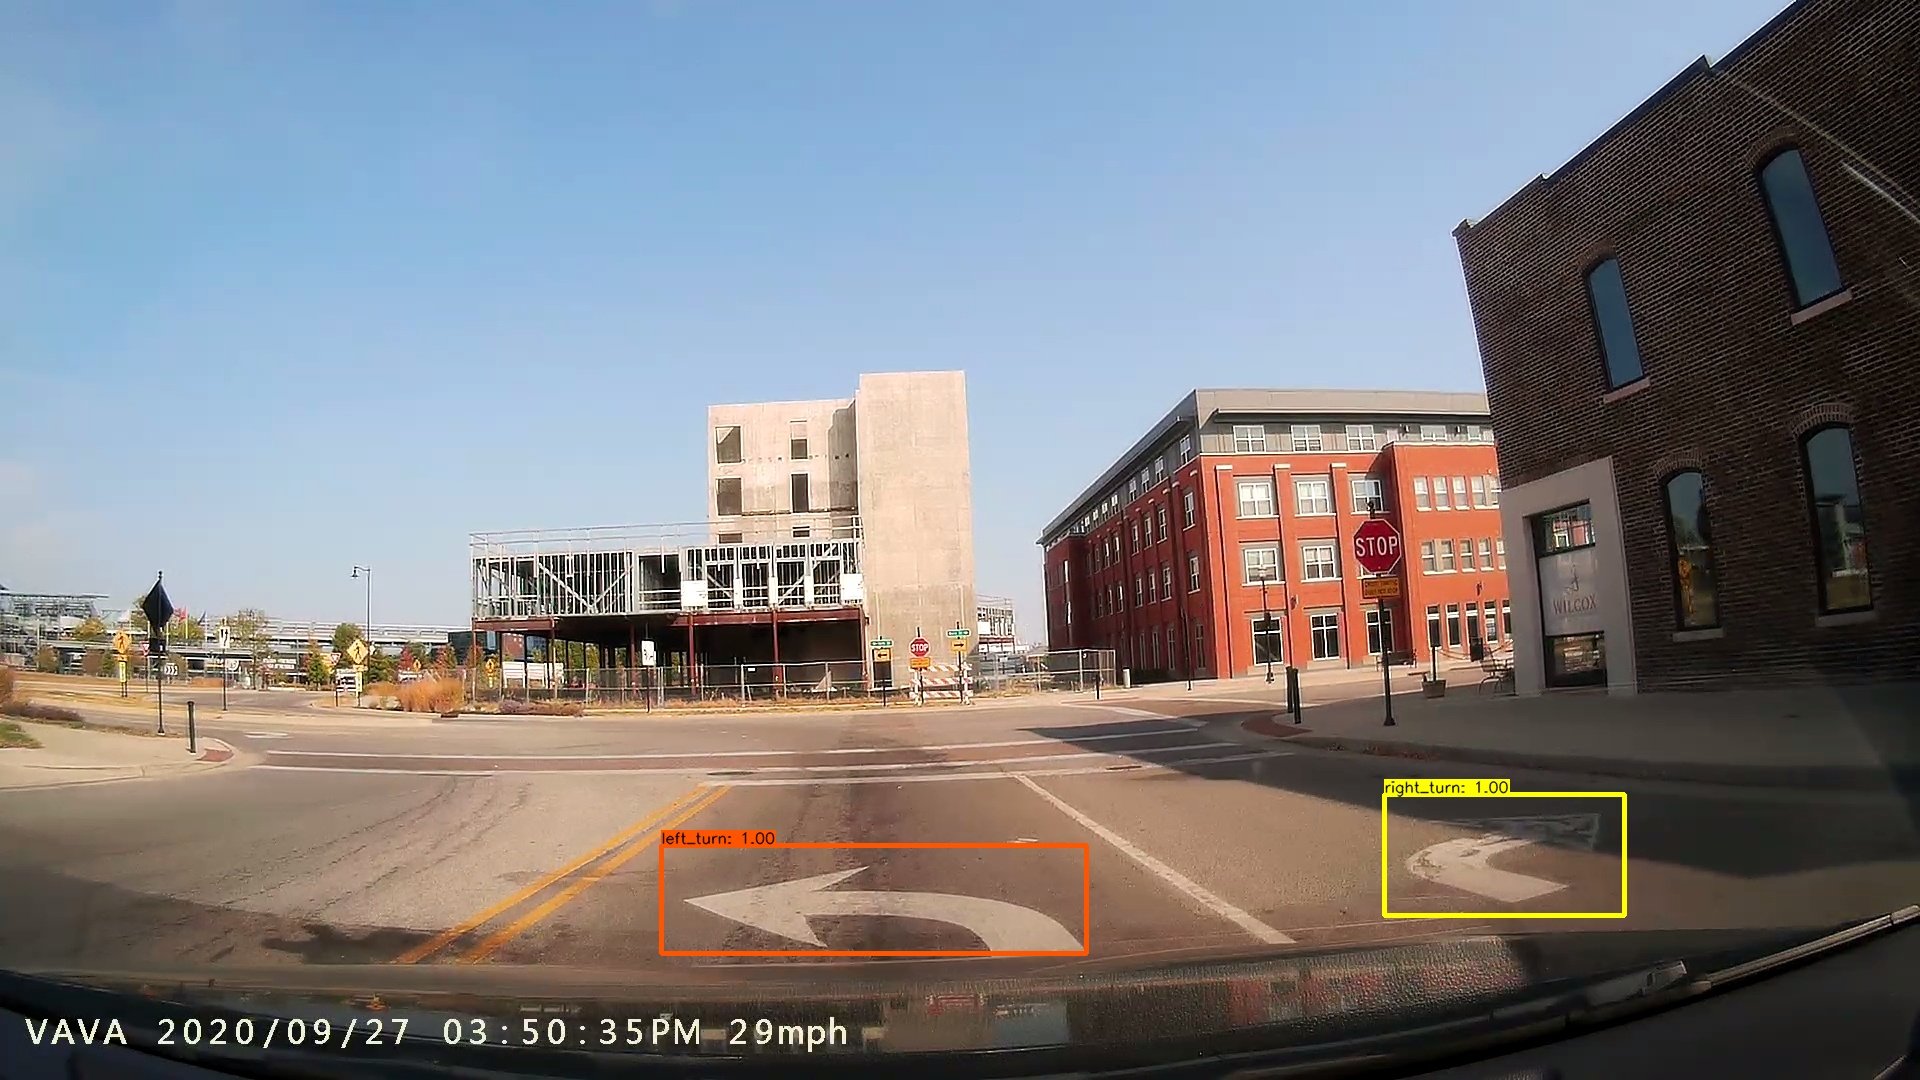 STOP
WILCOX
STOP
right_turn: 1.00
left_turn: 1.00
VAVA 2020/09/27 03:50:35PM 29mph